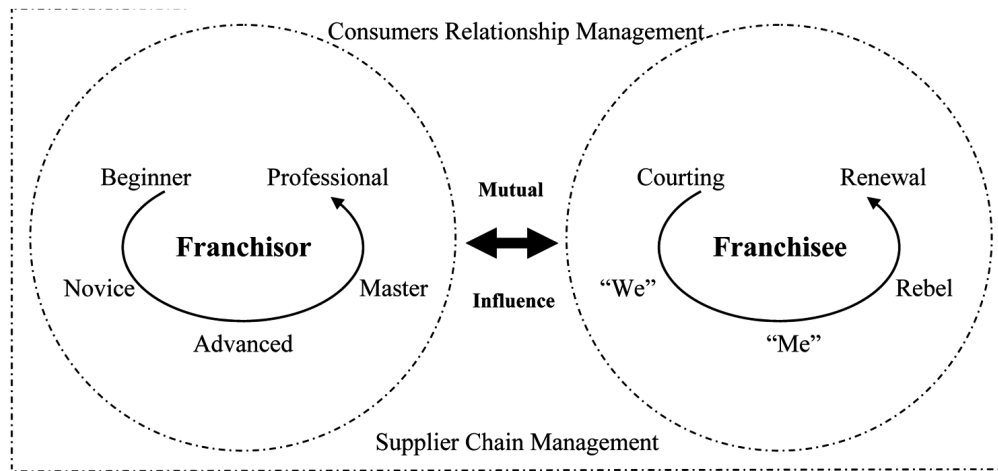 Consumers Relationship Management
Beginner
Professional
Franchisor
Novice
Master
Advanced
Mutual
Influence
Courting
Renewal
Franchisee
“We”
Rebel
“Me”
Supplier Chain Management